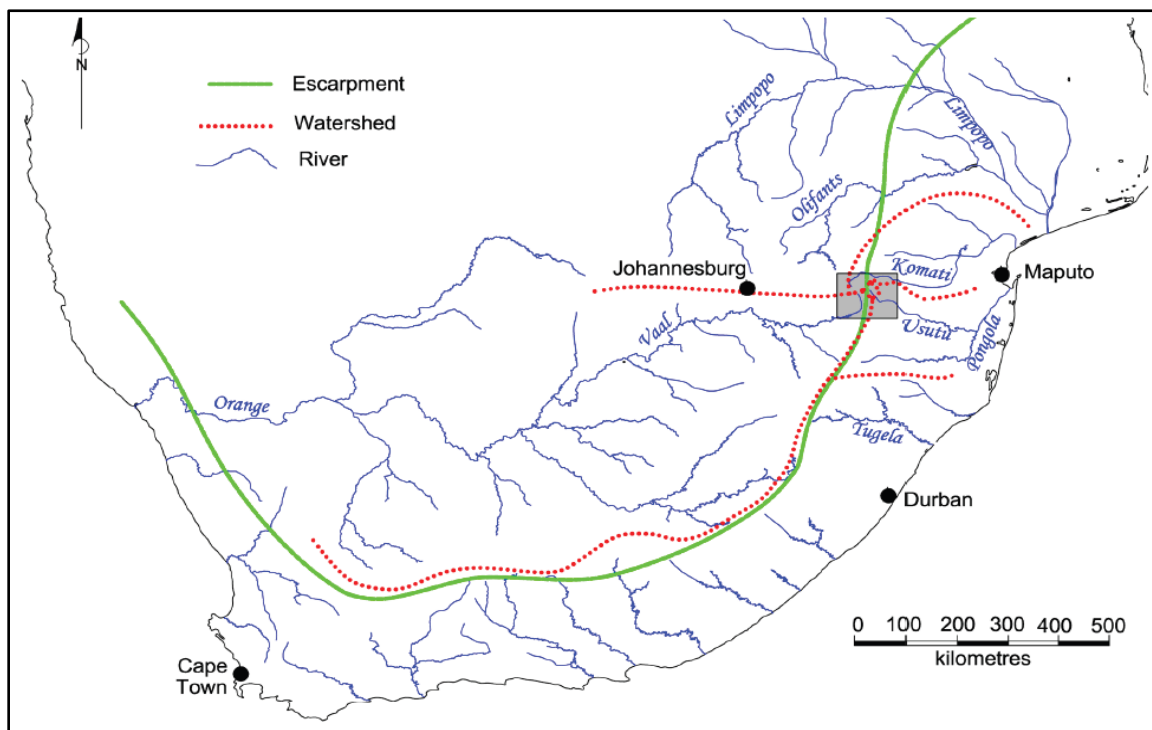 N
Escarpment
Watershed
River
Limpopo
Limpopo
Olifants
Komati
Johannesburg
Maputo
Usutu
Pongola
Vaal
Orange
Tugela
Durban
0 100 200 300 400 500
kilometres
Cape
Town